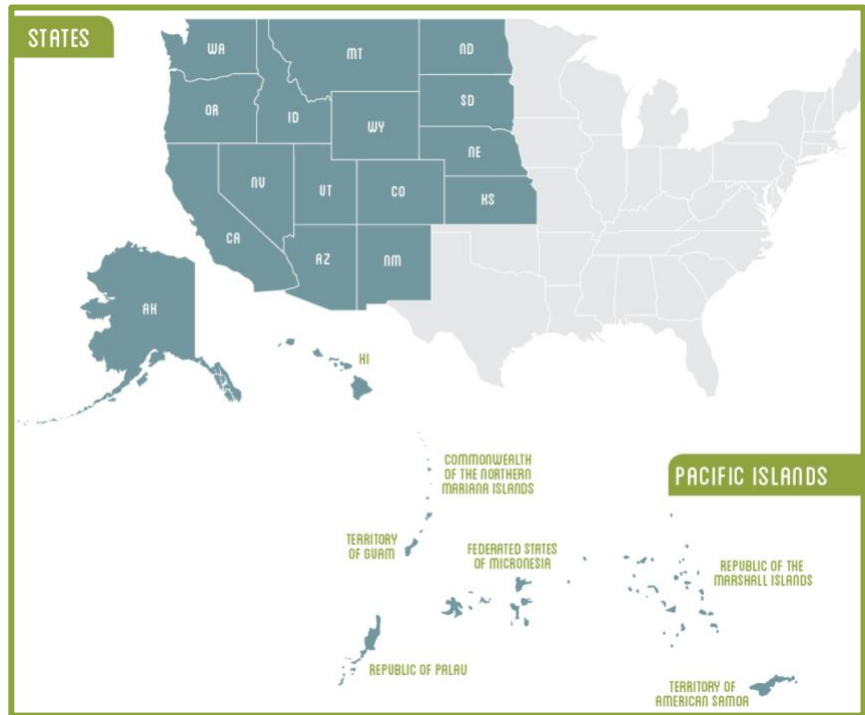 STATES
WA
MT
ND
OR
ID
SD
WY
NE
NV
UT
CO
KS
CA
AZ
NM
AK
HI
COMMONWEALTH
OF THE NORTHERN
MARIANA ISLANDS
PACIFIC ISLANDS
TERRITORY
OF GUAM
FEDERATED STATES
OF MICRONESIA
REPUBLIC OF THE
MARSHALL ISLANDS
REPUBLIC OF PALAU
TERRITORY OF
AMERICAN SAMOA